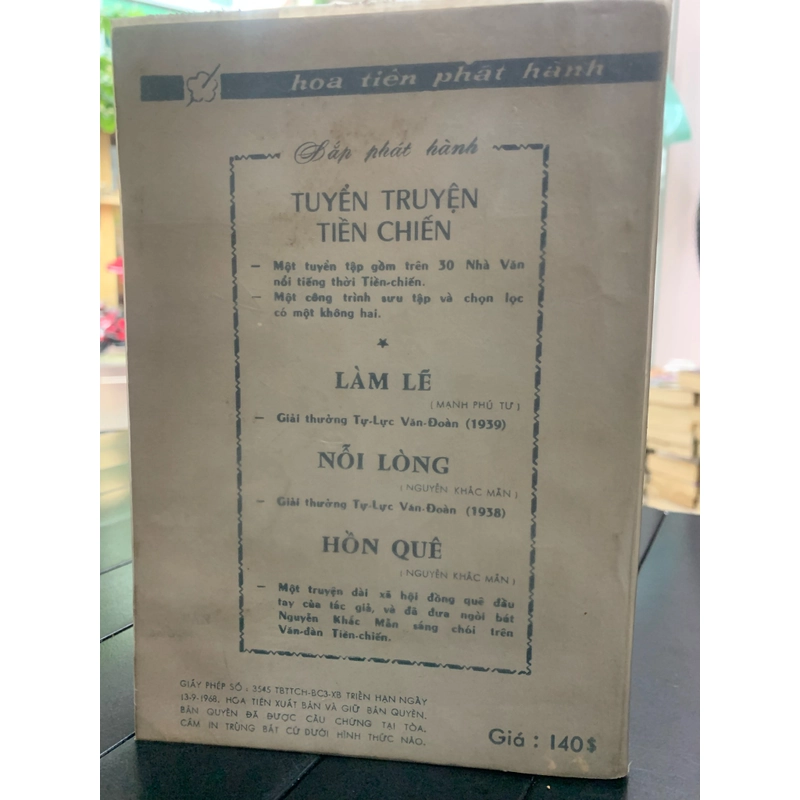 hoa tiên phát hành
Sắp phát hành
TUYỂN TRUYỆN
TIỀN CHIẾN
- Một tuyển tập gồm trên 30 Nhà Văn
nổi tiếng thời Tiền-chiến.
- Một công trình sưu tập và chọn lọc
có một không hai.
LÀM LẼ
( MẠNH PHÚ TƯ )
- Giải thưởng Tự-Lực Văn-Đoàn (1939)
NỖI LÒNG
( NGUYỄN KHẮC MẪN )
- Giải thưởng Tự-Lực Văn-Đoàn (1938)
HỒN QUÊ
( NGUYỄN KHẮC MẪN )
- Một truyện dài xã hội đồng quê đầu
tay của tác giả, và đã đưa ngòi bút
Nguyễn Khắc Mẫn sáng chói trên
Văn-đàn Tiền-chiến.
GIẤY PHÉP SỐ : 3545 TBTTCH-BC3-XB TRIỂN HẠN NGÀY
13-9-1968, HOA TIÊN XUẤT BẢN VÀ GIỮ BẢN QUYỀN,
BẢN QUYỀN ĐÃ ĐƯỢC CẦU CHỨNG TẠI TÒA,
CẤM IN TRÙNG BẤT CỨ DƯỚI HÌNH THỨC NÀO.
Giá : 140$